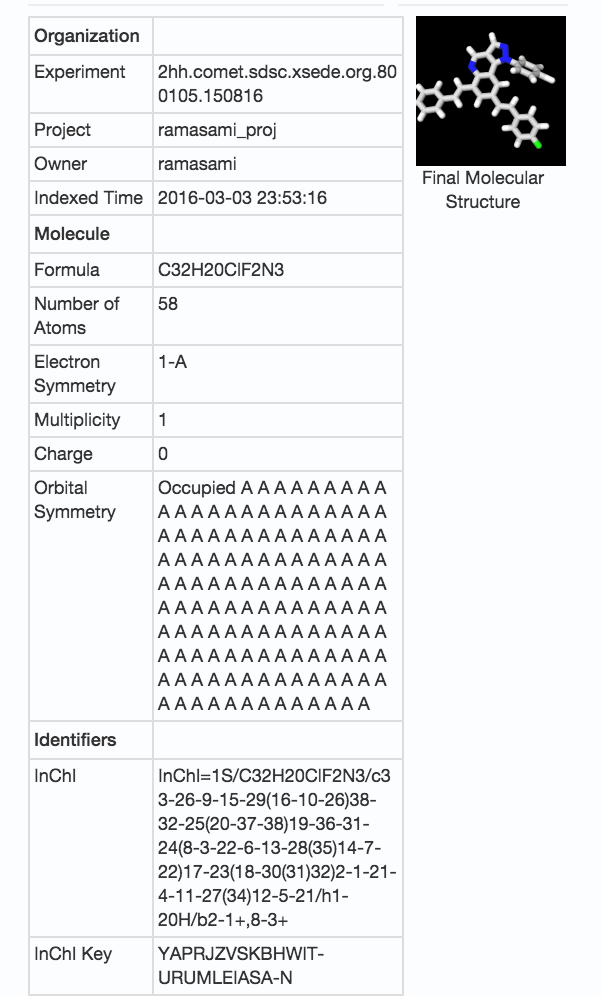 Organization
Experiment
2hh.comet.sdsc.xsede.org.80
0105.150816
Project
ramasami_proj
Owner
ramasami
Indexed Time
2016-03-03 23:53:16
Molecule
Formula
C32H20ClF2N3
Number of
Atoms
58
Electron
Symmetry
1-A
Multiplicity
1
Charge
0
Orbital
Symmetry
Occupied A A A A A A A A A
A A A A A A A A A A A A A A
A A A A A A A A A A A A A A
A A A A A A A A A A A A A A
A A A A A A A A A A A A A A
A A A A A A A A A A A A A A
A A A A A A A A A A A A A A
A A A A A A A A A A A A A A
A A A A A A A A A A A A A A
A A A A A A A A A A A A A
Identifiers
InChI
InChI=1S/C32H20ClF2N3/c3
3-26-9-15-29(16-10-26)38-
32-25(20-37-38)19-36-31-
24(8-3-22-6-13-28(35)14-7-
22)17-23(18-30(31)32)2-1-21-
4-11-27(34)12-5-21/h1-
20H/b2-1+,8-3+
InChI Key
YAPRJZVSKBHWIT-
URUMLEIASA-N
Final Molecular
Structure